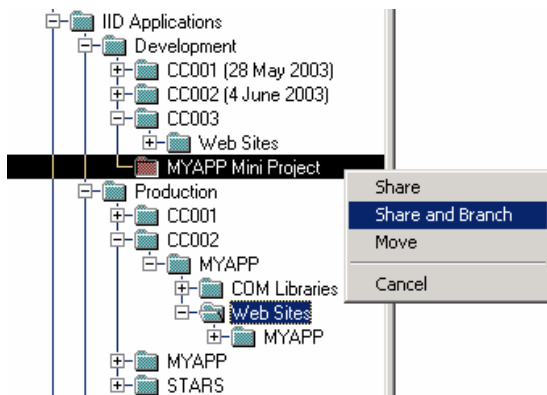 IID Applications
Development
CC001 (28 May 2003)
CC002 (4 June 2003)
CC003
Web Sites
MYAPP Mini Project
Production
CC001
CC002
MYAPP
COM Libraries
Web Sites
MYAPP
MYAPP
STARS
Share
Share and Branch
Move
Cancel